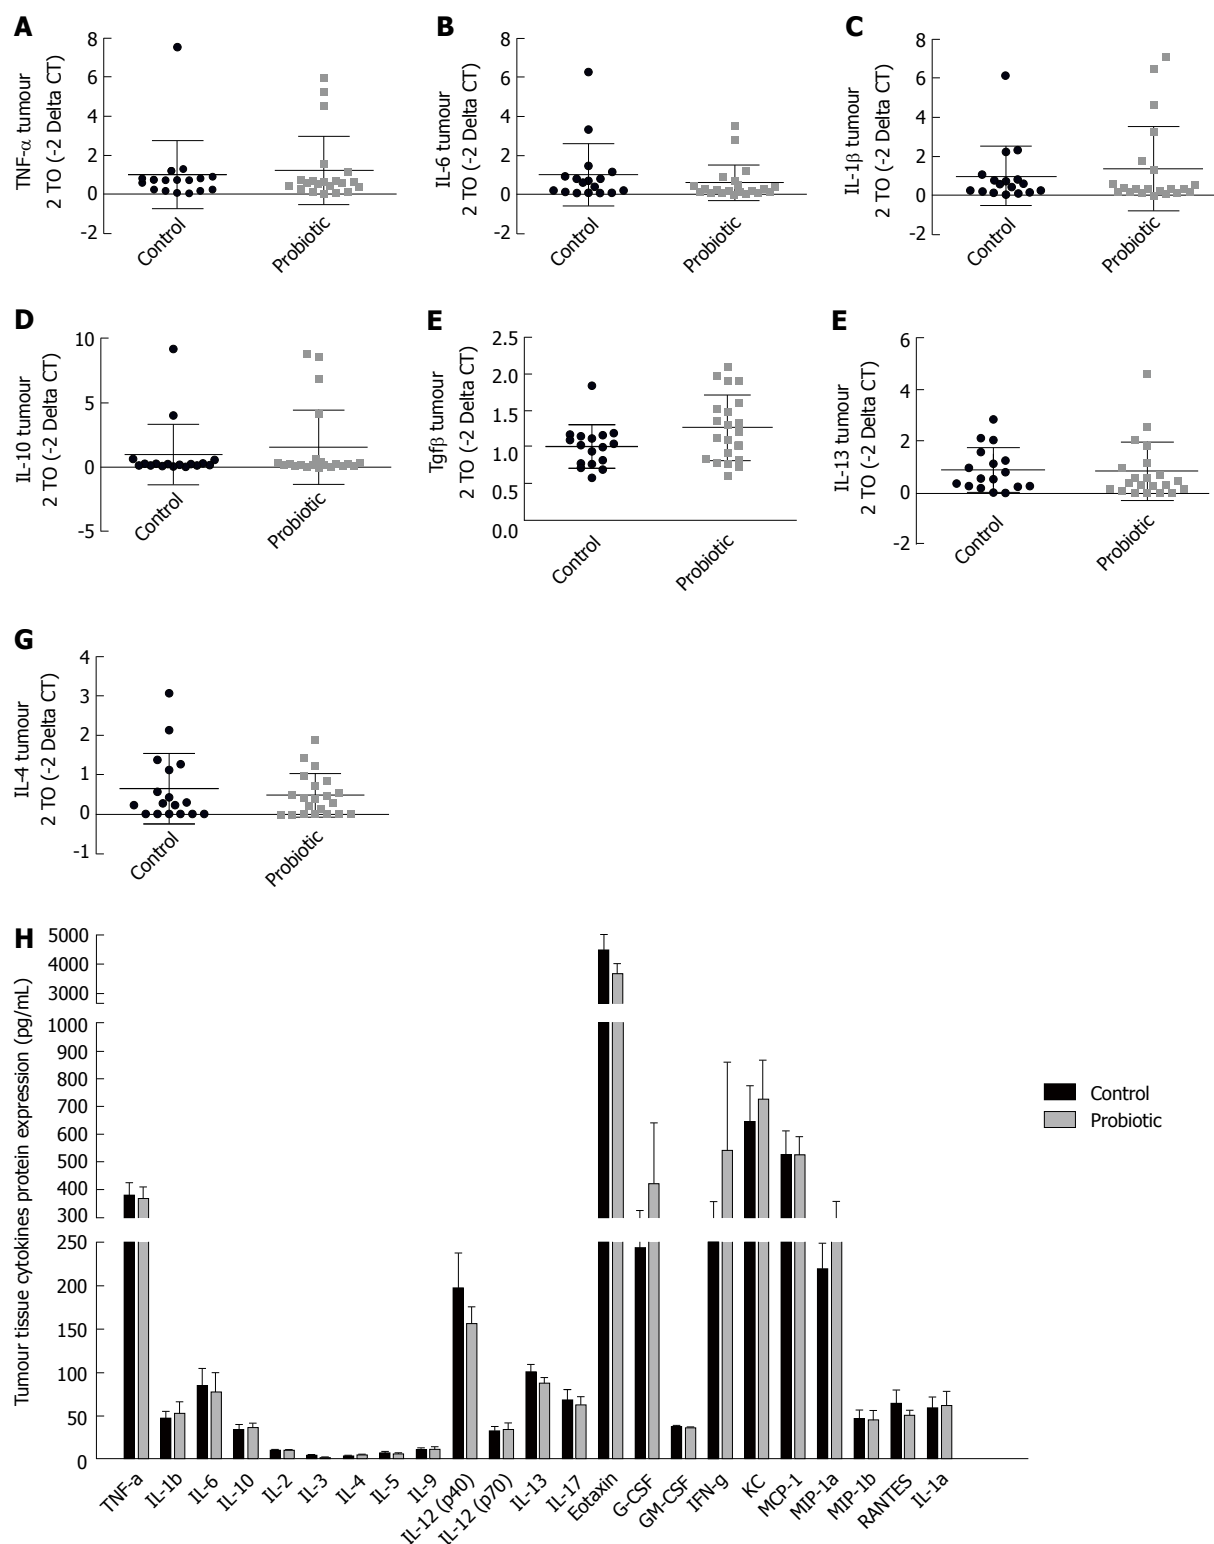 A
TNF-α tumour
2 TO (-2 Delta CT)
8
6
4
2
0
-2
Control
Probiotic
B
IL-6 tumour
2 TO (-2 Delta CT)
8
6
4
2
0
2
Control
Probiotic
C
IL-1β tumour
2 TO (-2 Delta CT)
8
6
4
2
0
-2
Control
Probiotic
D
IL-10 tumour
2 TO (-2 Delta CT)
10
5
0
-5
Control
Probiotic
E
Tgfβ tumour
2 TO (-2 Delta CT)
2.5
2.0
1.5
1.0
0.5
0.0
Control
Probiotic
E
IL-13 tumour
2 TO (-2 Delta CT)
6
4
2
0
-2
Control
Probiotic
G
IL-4 tumour
2 TO (-2 Delta CT)
4
3
2
1
0
-1
Control
Probiotic
H
Tumour tissue cytokines protein expression (pg/mL)
5000
4000
3000
1000
900
800
700
600
500
400
300
250
200
150
100
50
0
TNF-a
IL-1b
IL-6
IL-10
IL-2
IL-3
IL-4
IL-5
IL-9
IL-12 (p40)
IL-12 (p70)
IL-13
IL-17
Eotaxin
G-CSF
GM-CSF
IFN-g
KC
MCP-1
MIP-1a
MIP-1b
RANTES
IL-1a
Control
Probiotic